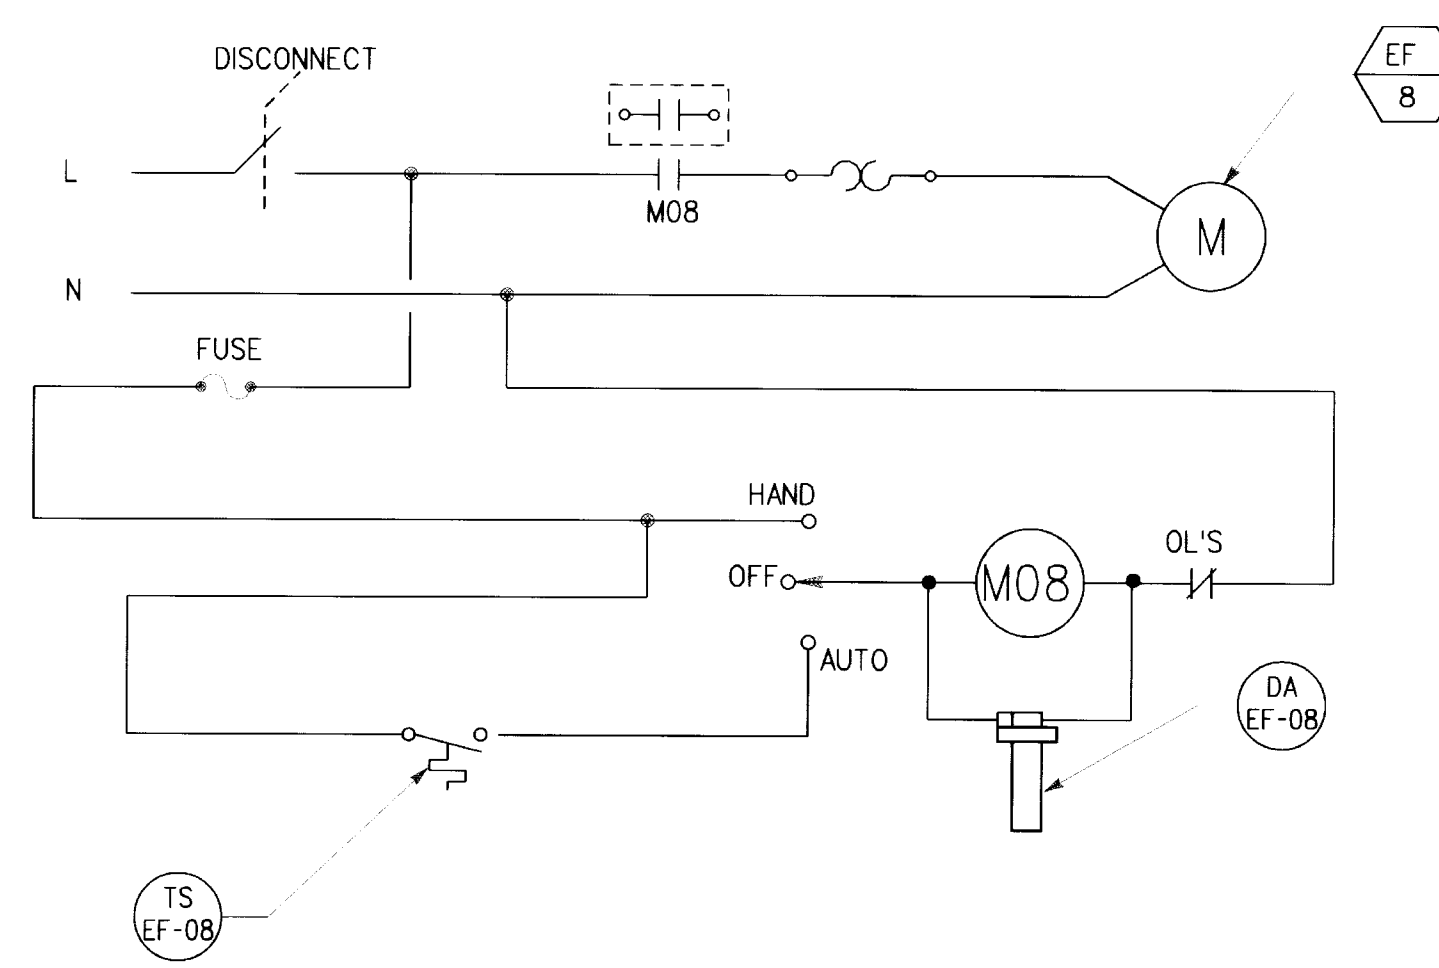 DISCONNECT
EF
8
L
M08
M
N
FUSE
HAND
OL'S
OFF
M08
AUTO
DA
EF-08
TS
EF-08